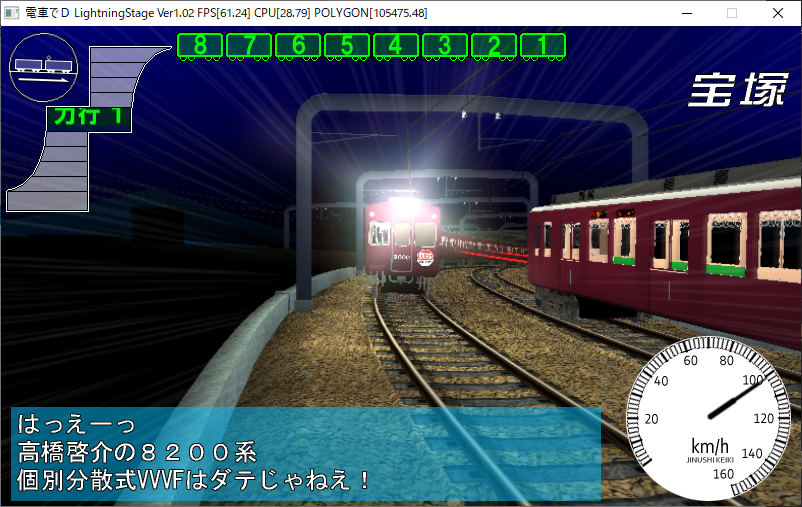 電車でD LightningStage Ver1.02 FPS[61.24] CPU[28.79] POLYGON[105475.48]
8 7 6 5 4 3 2 1
宝塚
力行 1
2000
20 40 60 80 100 120 140 160
km/h
JINUSHI KEIKI
はっえーっ
高橋啓介の８２００系
個別分散式VVVFはダテじゃねえ！